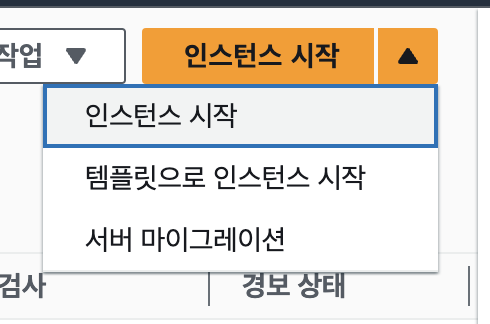 작업 ▼ 인스턴스 시작 ▲
인스턴스 시작
템플릿으로 인스턴스 시작
서버 마이그레이션
검사 경보 상태